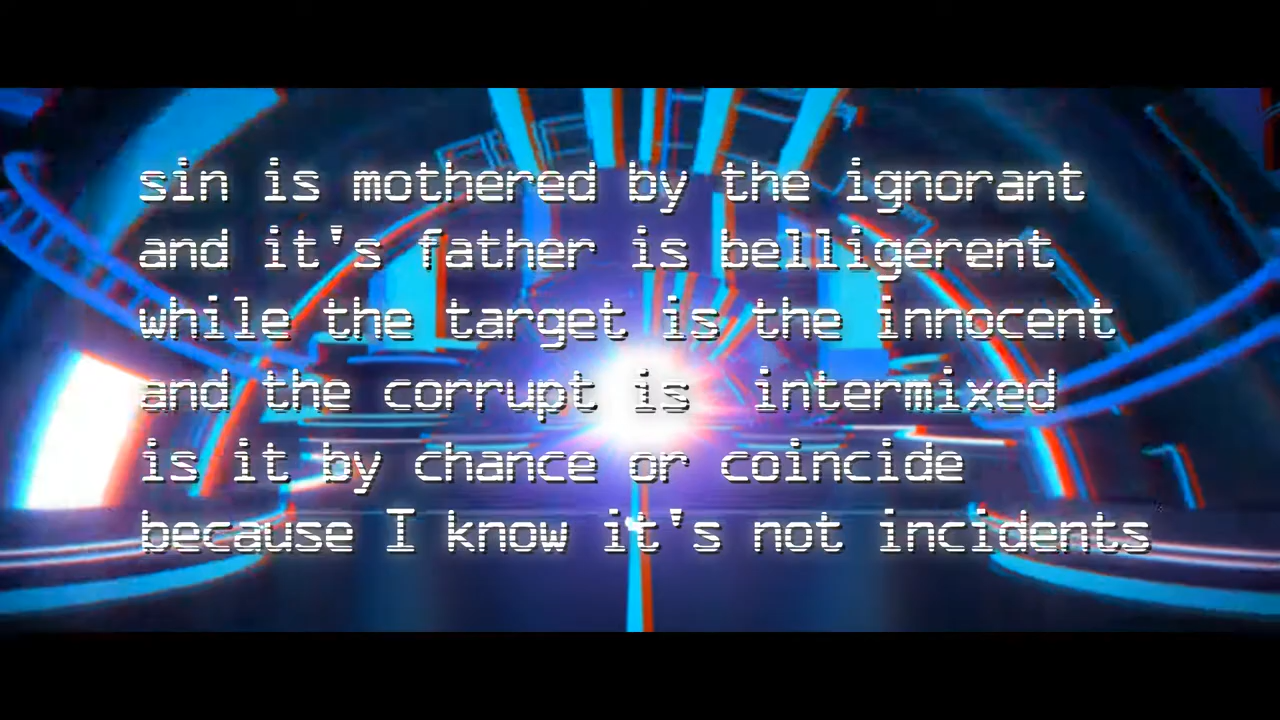 sin is mothered by the ignorant
and it's father is belligerent
while the target is the innocent
and the corrupt is  intermixed
is it by chance or coincide
because I know it's not incidents